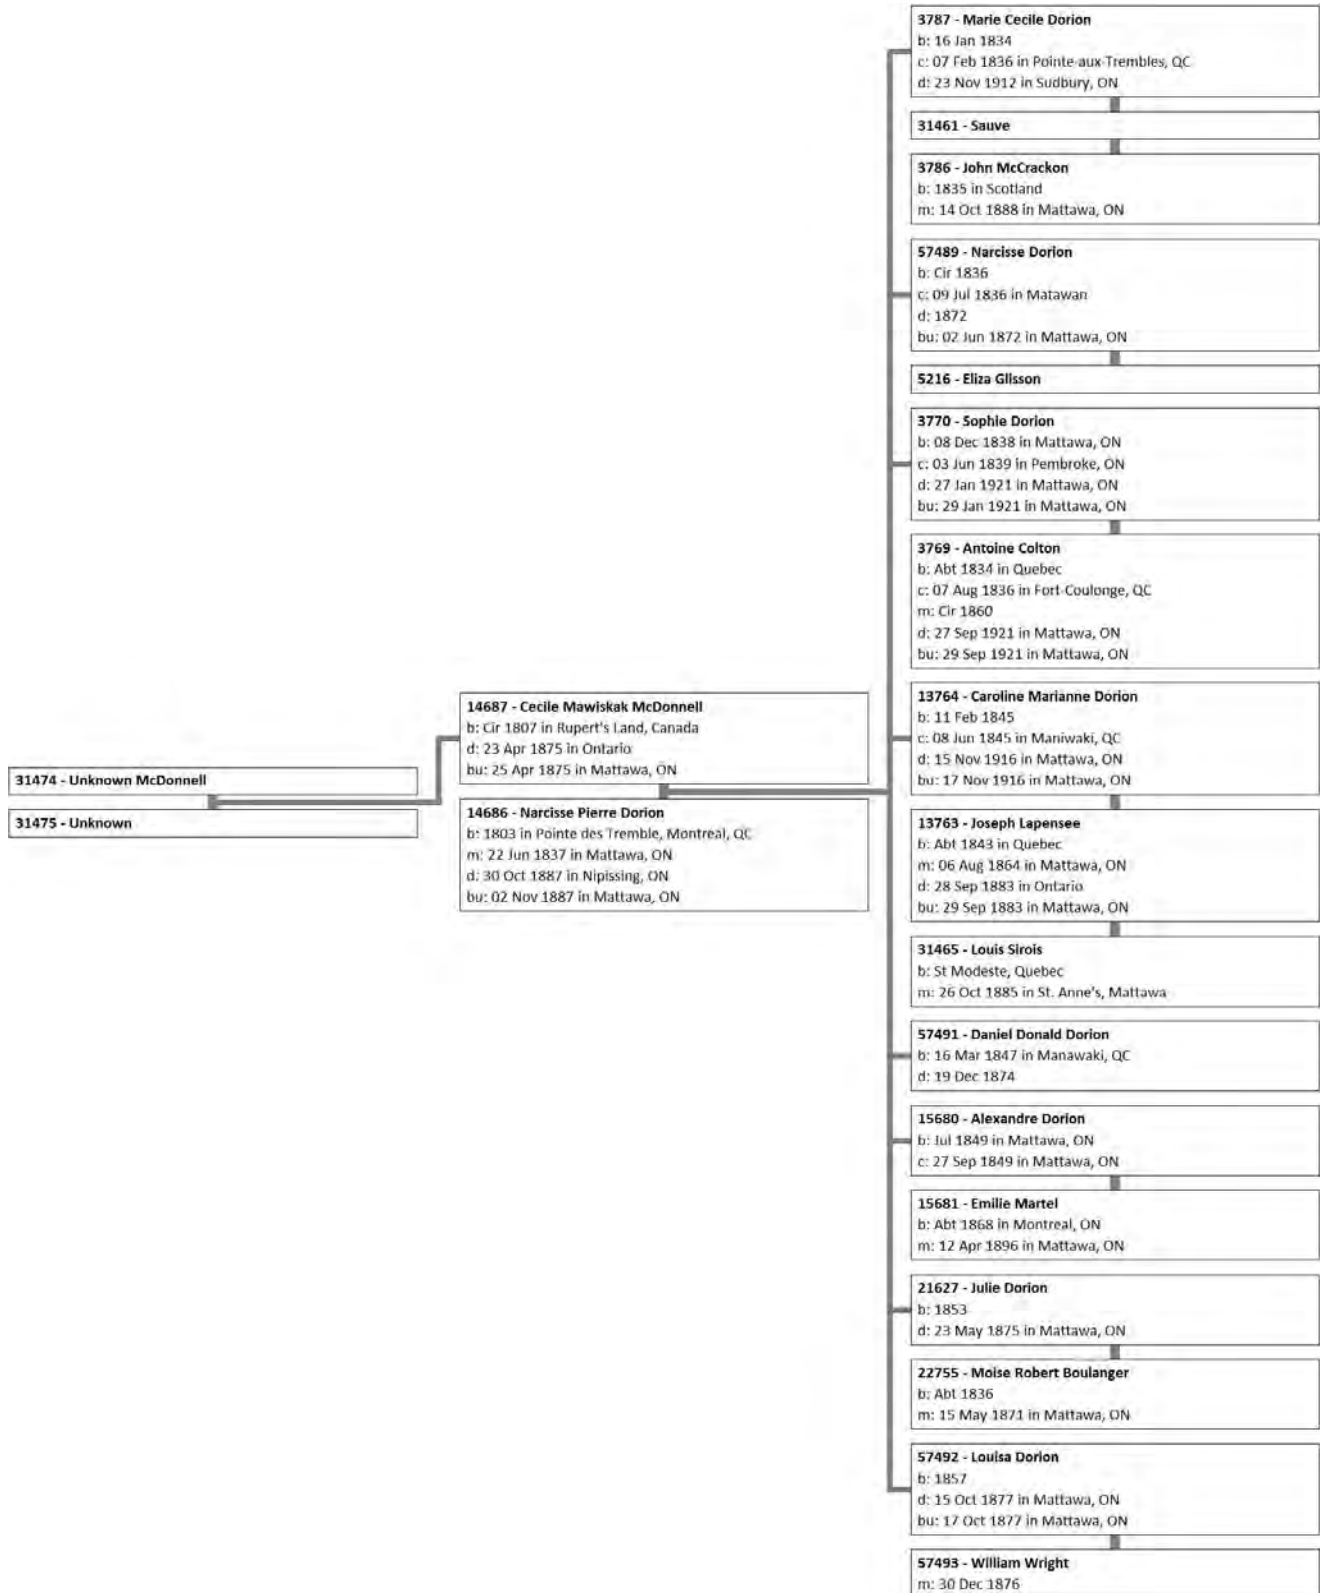 31474 - Unknown McDonnell
31475 - Unknown
14687 - Cecile Mawiskak McDonnell
b: Cir 1807 in Rupert's Land, Canada
d: 23 Apr 1875 in Ontario
bu: 25 Apr 1875 in Mattawa, ON
14686 - Narcisse Pierre Dorion
b: 1803 in Pointe des Tremble, Montreal, QC
m: 22 Jun 1837 in Mattawa, ON
d: 30 Oct 1887 in Nipissing, ON
bu: 02 Nov 1887 in Mattawa, ON
3787 - Marie Cecile Dorion
b: 16 Jan 1834
c: 07 Feb 1836 in Pointe-aux-Trembles, QC
d: 23 Nov 1912 in Sudbury, ON
31461 - Sauve
3786 - John McCrackon
b: 1835 in Scotland
m: 14 Oct 1888 in Mattawa, ON
57489 - Narcisse Dorion
b: Cir 1836
c: 09 Jul 1836 in Matawan
d: 1872
bu: 02 Jun 1872 in Mattawa, ON
5216 - Eliza Glisson
3770 - Sophie Dorion
b: 08 Dec 1838 in Mattawa, ON
c: 03 Jun 1839 in Pembroke, ON
d: 27 Jan 1921 in Mattawa, ON
bu: 29 Jan 1921 in Mattawa, ON
3769 - Antoine Colton
b: Abt 1834 in Quebec
c: 07 Aug 1836 in Fort-Coulonge, QC
m: Cir 1860
d: 27 Sep 1921 in Mattawa, ON
bu: 29 Sep 1921 in Mattawa, ON
13764 - Caroline Marianne Dorion
b: 11 Feb 1845
c: 08 Jun 1845 in Maniwaki, QC
d: 15 Nov 1916 in Mattawa, ON
bu: 17 Nov 1916 in Mattawa, ON
13763 - Joseph Lapensee
b: Abt 1843 in Quebec
m: 06 Aug 1864 in Mattawa, ON
d: 28 Sep 1883 in Ontario
bu: 29 Sep 1883 in Mattawa, ON
31465 - Louis Sirois
b: St Modeste, Quebec
m: 26 Oct 1885 in St. Anne's, Mattawa
57491 - Daniel Donald Dorion
b: 16 Mar 1847 in Manawaki, QC
d: 19 Dec 1874
15680 - Alexandre Dorion
b: Jul 1849 in Mattawa, ON
c: 27 Sep 1849 in Mattawa, ON
15681 - Emilie Martel
b: Abt 1868 in Montreal, ON
m: 12 Apr 1896 in Mattawa, ON
21627 - Julie Dorion
b: 1853
d: 23 May 1875 in Mattawa, ON
22755 - Moise Robert Boulanger
b: Abt 1836
m: 15 May 1871 in Mattawa, ON
57492 - Louisa Dorion
b: 1857
d: 15 Oct 1877 in Mattawa, ON
bu: 17 Oct 1877 in Mattawa, ON
57493 - William Wright
m: 30 Dec 1876